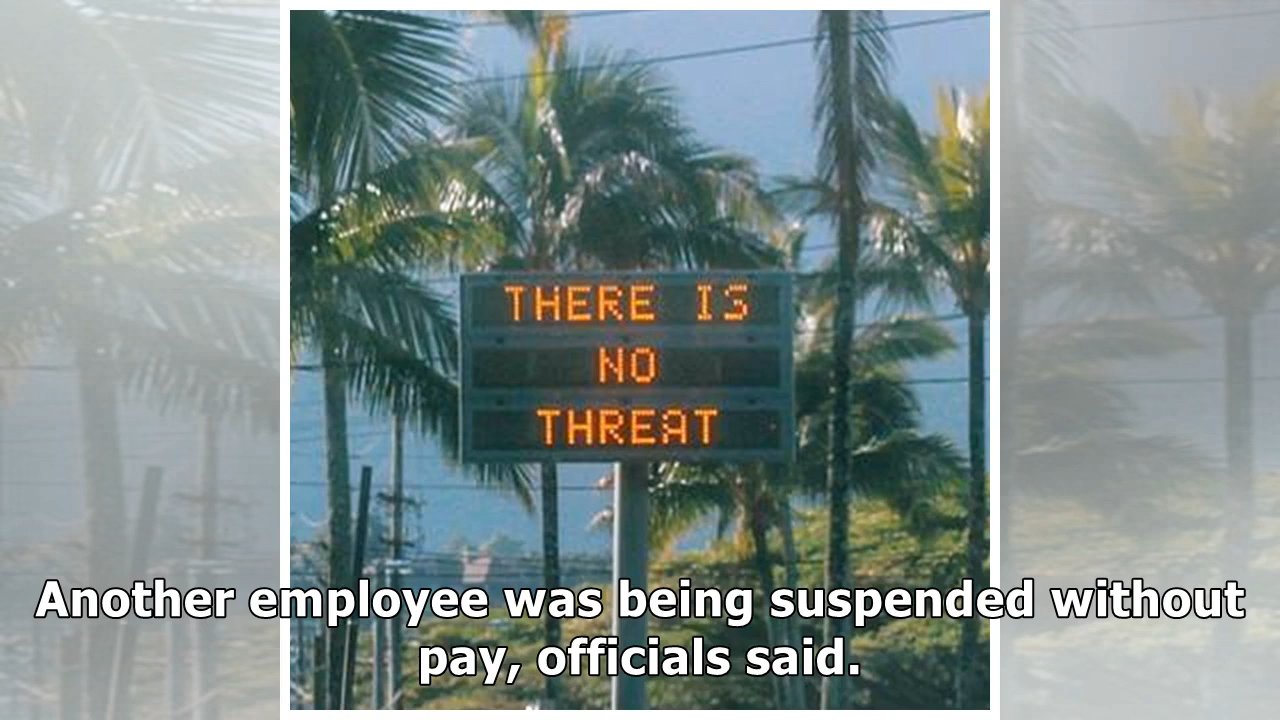 THERE IS
NO
THREAT
Another employee was being suspended without
pay, officials said.